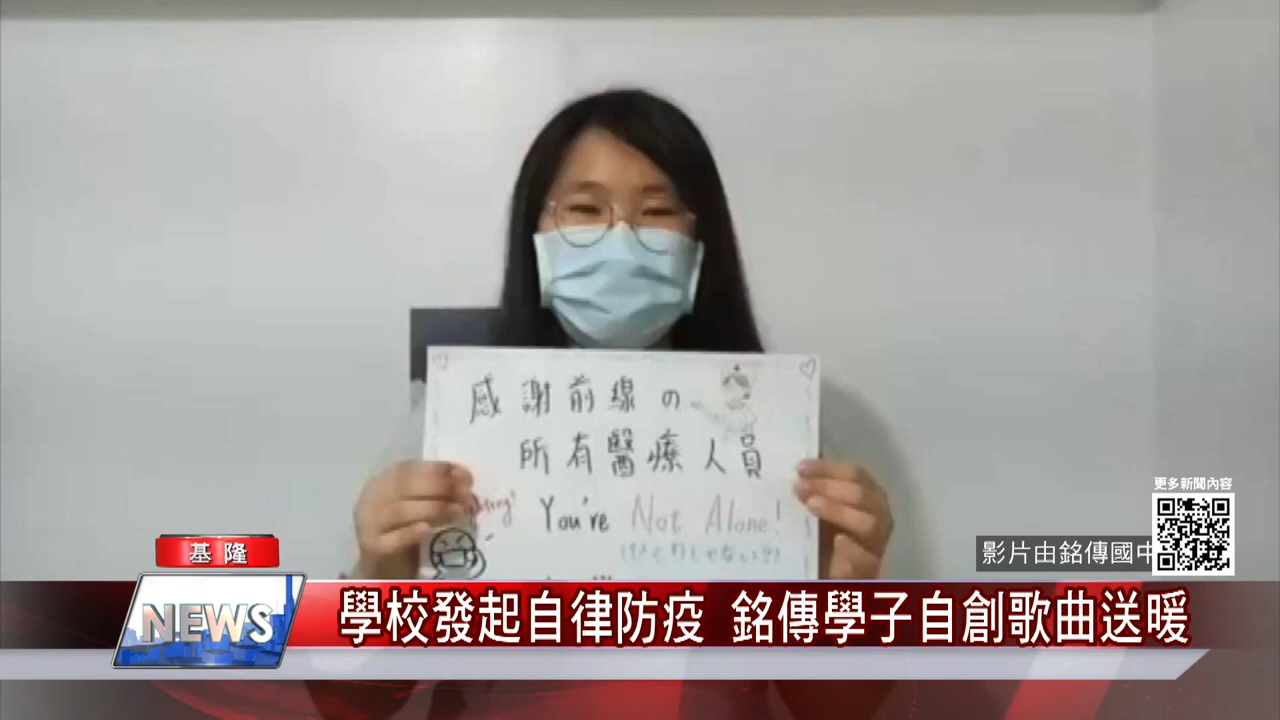 感謝前線の
所有醫療人員
You're Not Alone!
更多新聞內容
影片由銘傳國中
基隆
NEWS
學校發起自律防疫 銘傳學子自創歌曲送暖